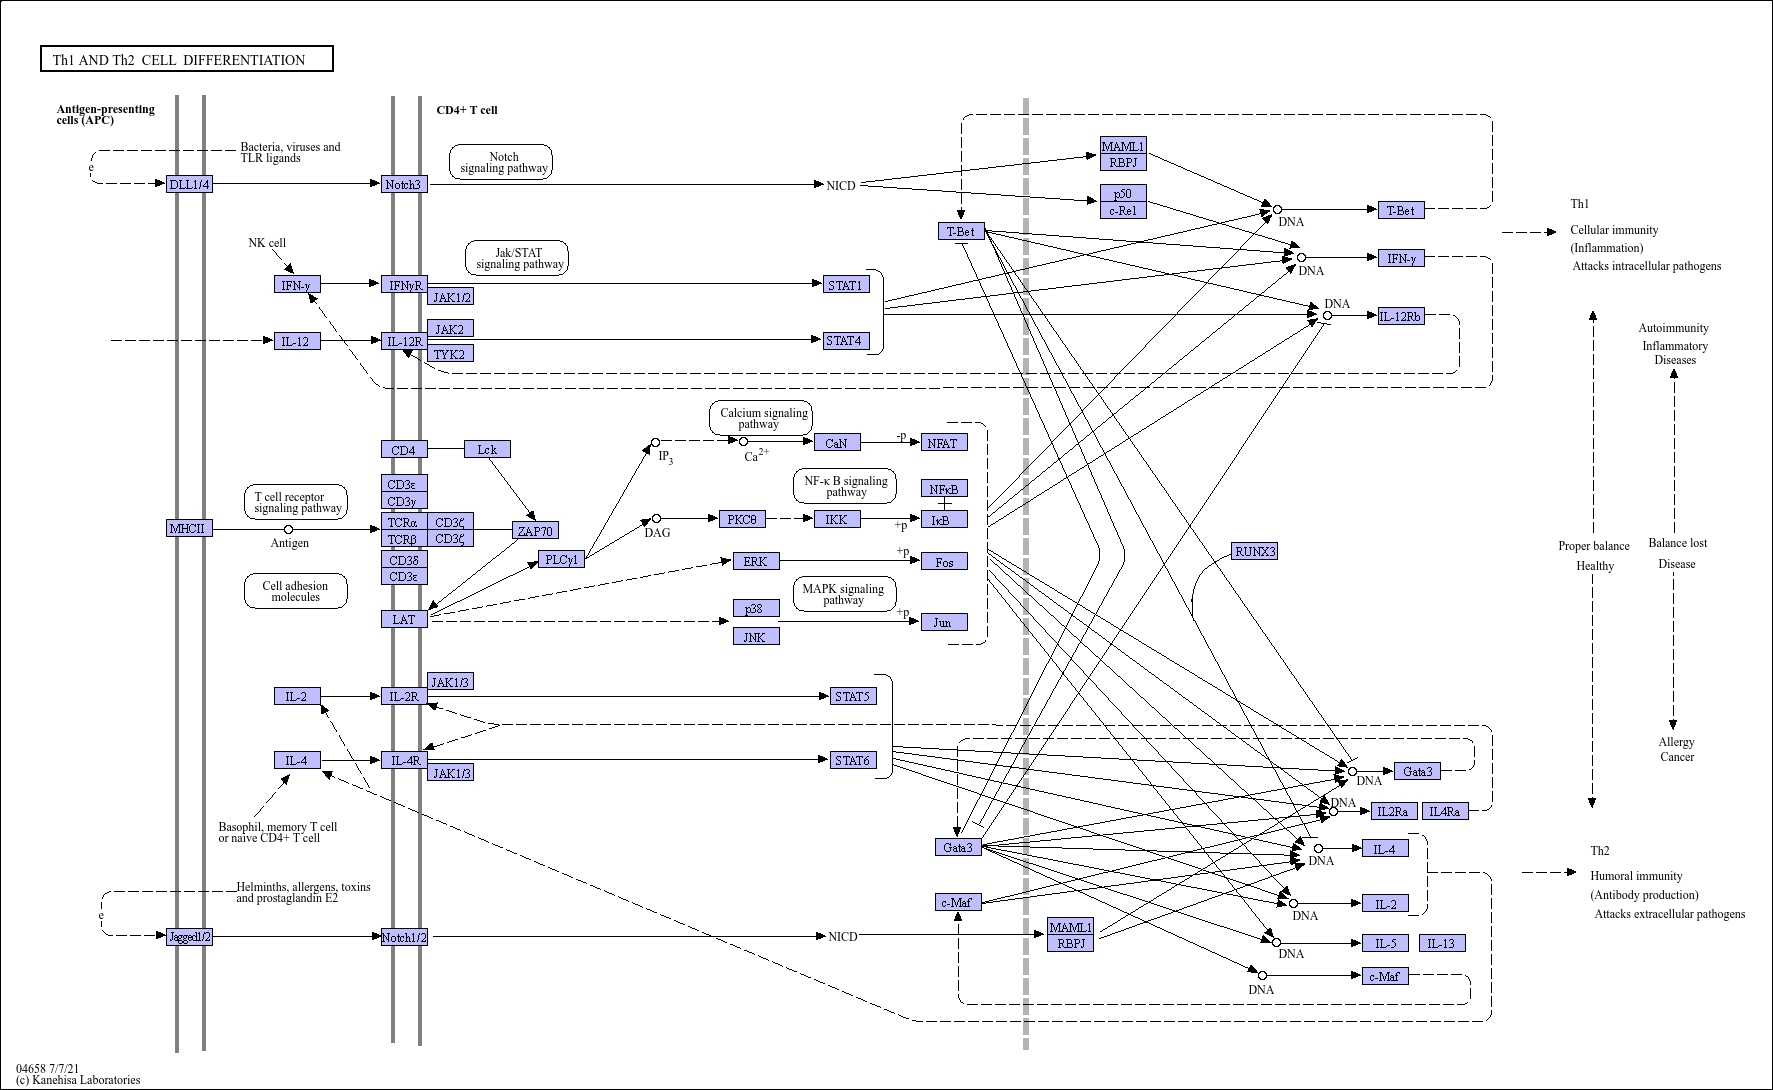 Th1 AND Th2 CELL DIFFERENTIATION
Antigen-presenting
cells (APC)
CD4+ T cell
Bacteria, viruses and
TLR ligands
e
DLL1/4
Notch3
Notch
signaling pathway
NICD
MAML1
RBPJ
p50
c-Rel
DNA
T-Bet
T-Bet
NK cell
IFN-γ
IFNγR
JAK1/2
Jak/STAT
signaling pathway
STAT1
DNA
IFN-γ
IL-12
IL-12R
JAK2
TYK2
STAT4
DNA
IL-12Rb
Th1
Cellular immunity
(Inflammation)
Attacks intracellular pathogens
Autoimmunity
Inflammatory
Diseases
CD4
Lck
CD3ε
CD3γ
TCRα
CD3ζ
TCRβ
CD3ζ
CD3δ
CD3ε
LAT
T cell receptor
signaling pathway
MHCII
Antigen
Cell adhesion
molecules
ZAP70
PLCγ1
IP3
DAG
Calcium signaling
pathway
Ca2+
CaN
-p
NFAT
NF-κ B signaling
pathway
NFκB
PKCθ
IKK
+p
IκB
ERK
+p
Fos
MAPK signaling
pathway
p38
JNK
+p
Jun
RUNX3
Proper balance
Healthy
Balance lost
Disease
IL-2
IL-2R
JAK1/3
STAT5
IL-4
IL-4R
JAK1/3
STAT6
Basophil, memory T cell
or naive CD4+ T cell
DNA
Gata3
DNA
IL2Ra
IL4Ra
Allergy
Cancer
Gata3
DNA
IL-4
c-Maf
DNA
IL-2
Th2
Humoral immunity
(Antibody production)
Attacks extracellular pathogens
Helminths, allergens, toxins
and prostaglandin E2
e
Jagged1/2
Notch1/2
NICD
MAML1
RBPJ
DNA
IL-5
IL-13
DNA
c-Maf
04658 7/7/21
(c) Kanehisa Laboratories